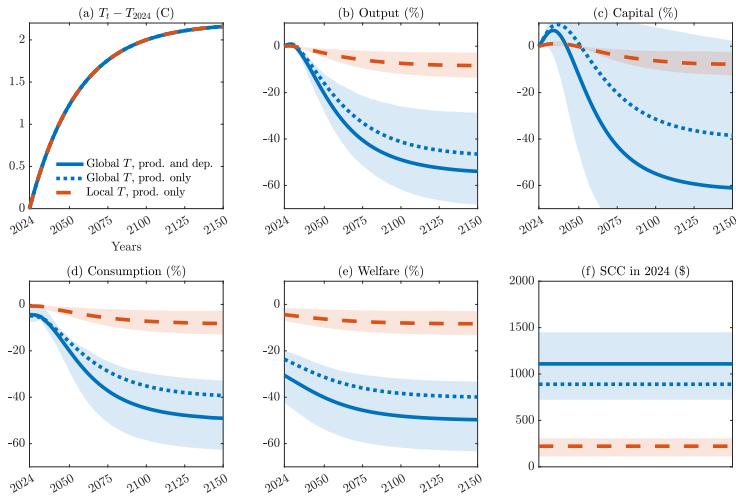 (a) Tt − T2024 (C)
2
1.5
1
0.5
0
Global T, prod. and dep.
Global T, prod. only
Local T, prod. only
2024 2050 2075 2100 2125 2150
Years
(b) Output (%)
0
−20
−40
−60
2024 2050 2075 2100 2125 2150
(c) Capital (%)
0
−20
−40
−60
2024 2050 2075 2100 2125 2150
(d) Consumption (%)
0
−20
−40
−60
2024 2050 2075 2100 2125 2150
(e) Welfare (%)
0
−20
−40
−60
2024 2050 2075 2100 2125 2150
(f) SCC in 2024 ($)
2000
1500
1000
500
0